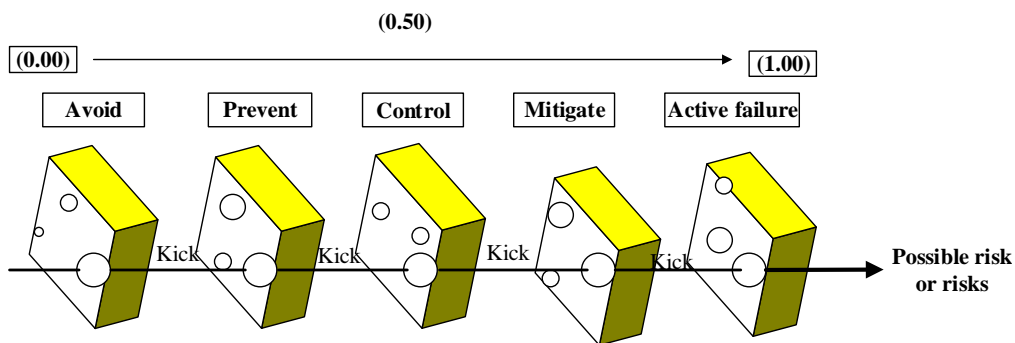 (0.50)
(0.00)
(1.00)
Avoid
Prevent
Control
Mitigate
Active failure
Kick
Kick
Kick
Kick
Possible risk
or risks